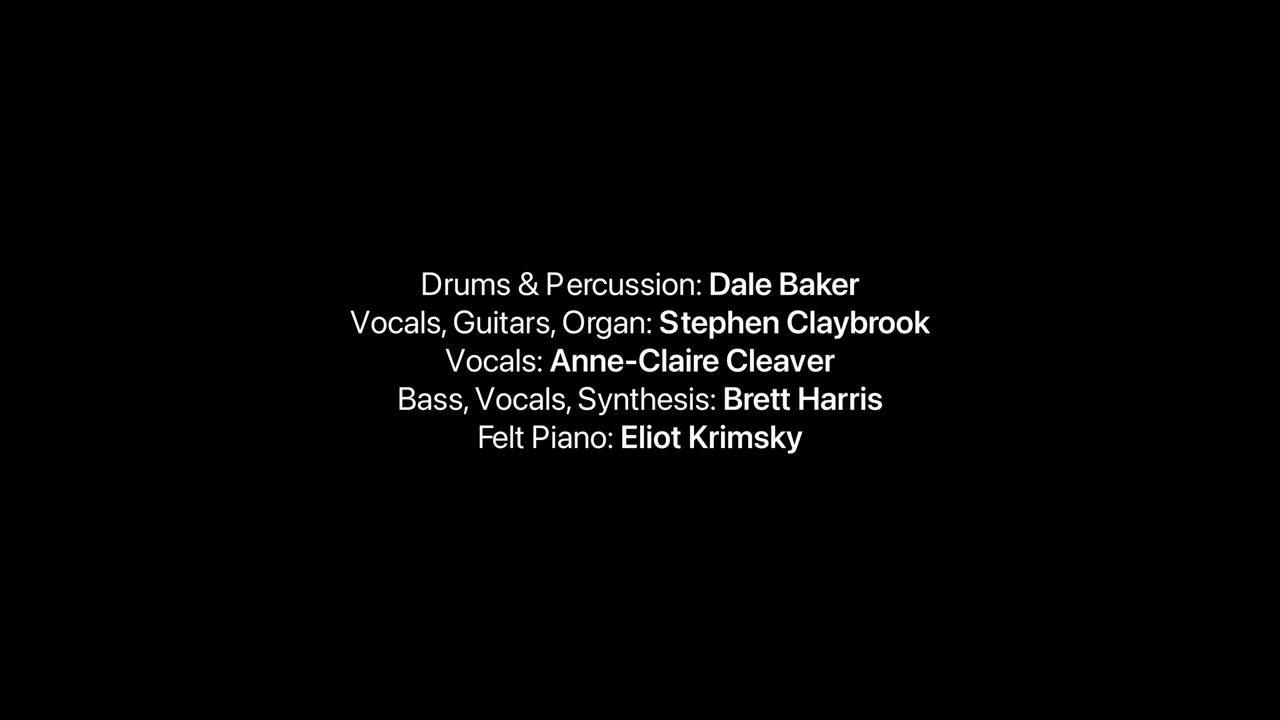 Drums & Percussion: Dale Baker
Vocals, Guitars, Organ: Stephen Claybrook
Vocals: Anne-Claire Cleaver
Bass, Vocals, Synthesis: Brett Harris
Felt Piano: Eliot Krimsky